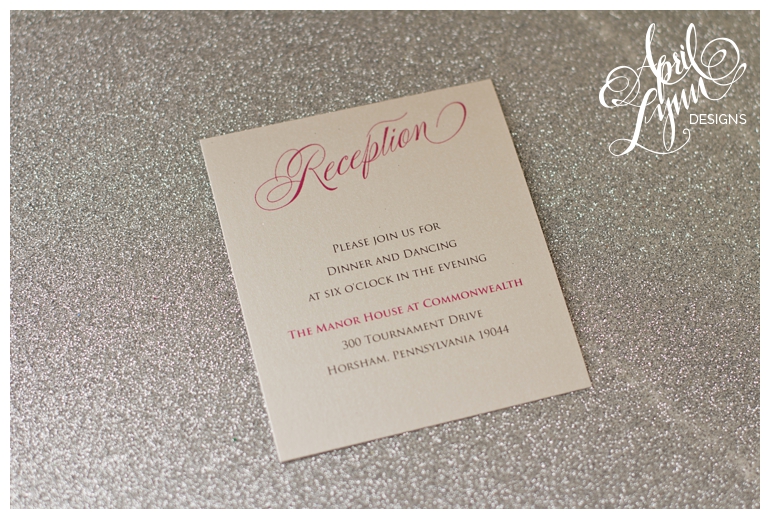 April
Lynn
DESIGNS
Reception
Please join us for
Dinner and Dancing
at six o'clock in the evening
The Manor House at Commonwealth
300 Tournament Drive
Horsham, Pennsylvania 19044